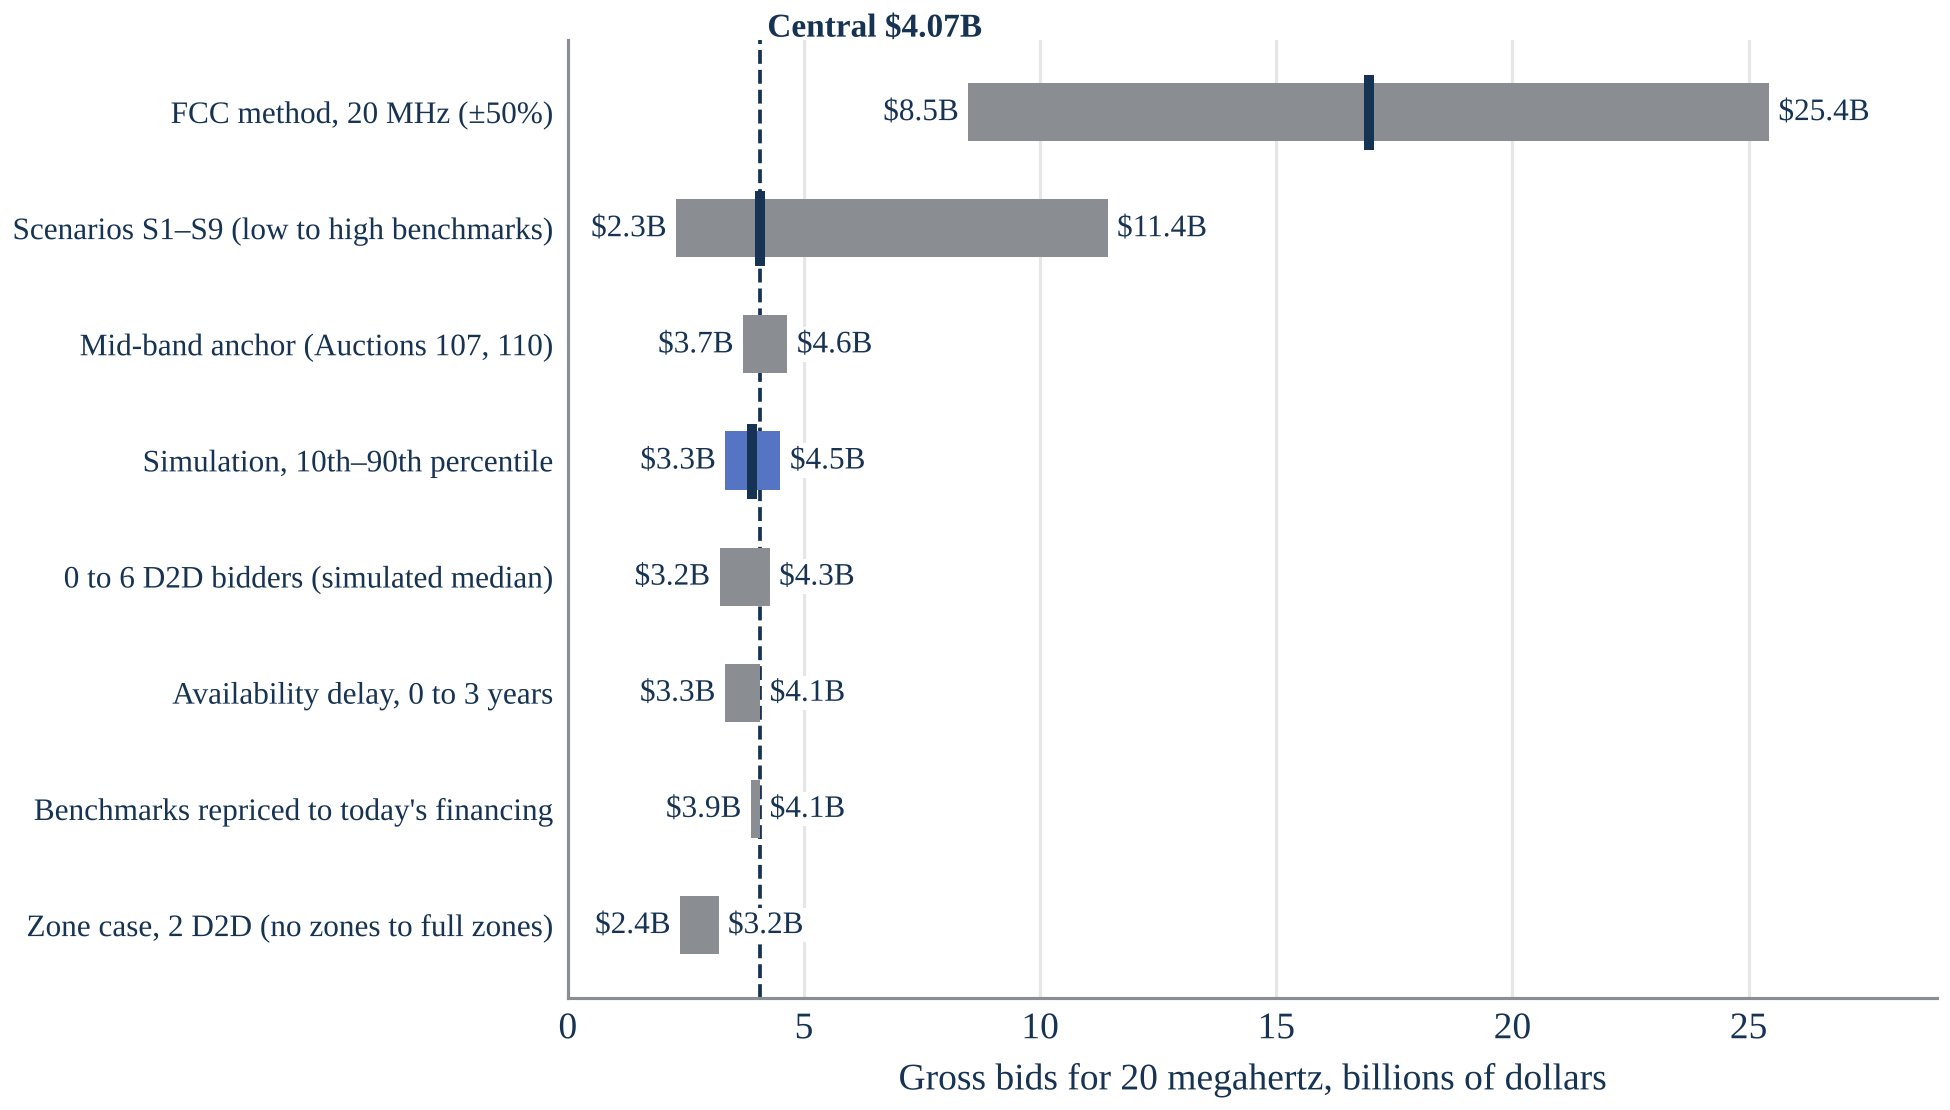 Central $4.07B
FCC method, 20 MHz (±50%)
$8.5B
$25.4B
Scenarios S1–S9 (low to high benchmarks)
$2.3B
$11.4B
Mid-band anchor (Auctions 107, 110)
$3.7B
$4.6B
Simulation, 10th–90th percentile
$3.3B
$4.5B
0 to 6 D2D bidders (simulated median)
$3.2B
$4.3B
Availability delay, 0 to 3 years
$3.3B
$4.1B
Benchmarks repriced to today's financing
$3.9B
$4.1B
Zone case, 2 D2D (no zones to full zones)
$2.4B
$3.2B
0 5 10 15 20 25
Gross bids for 20 megahertz, billions of dollars